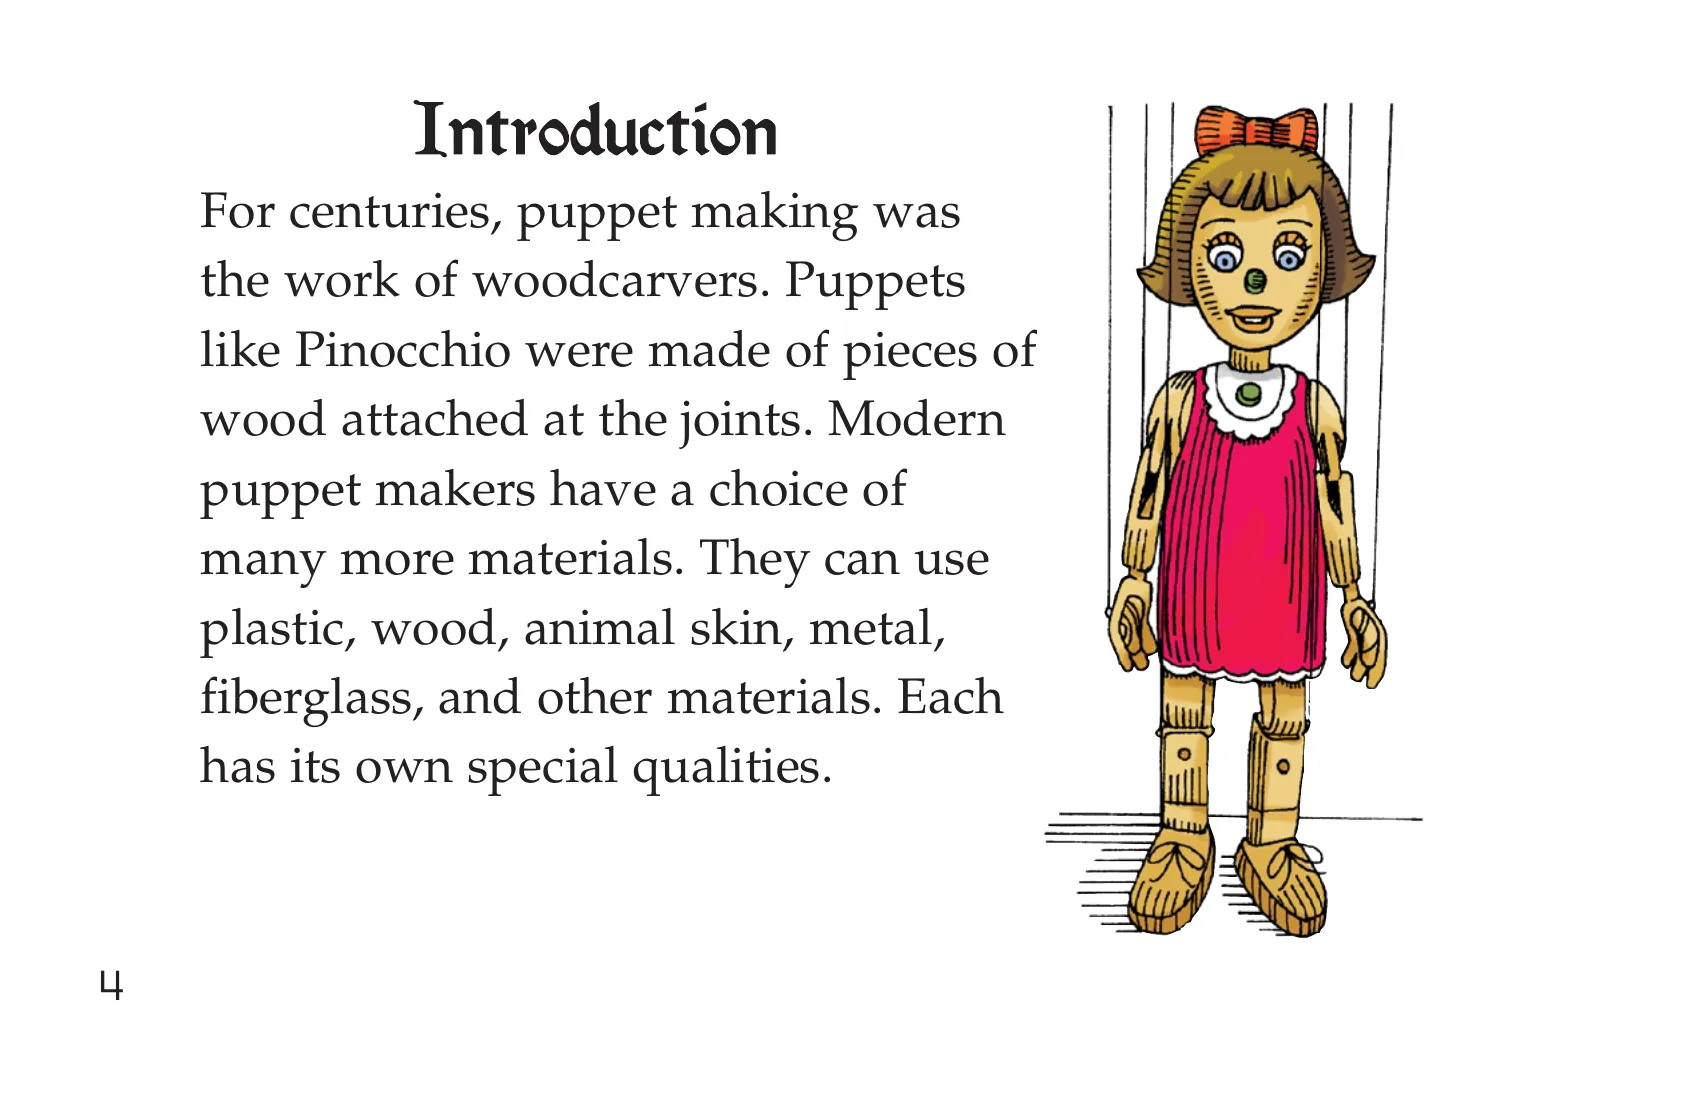 Introduction
For centuries, puppet making was
the work of woodcarvers. Puppets
like Pinocchio were made of pieces of
wood attached at the joints. Modern
puppet makers have a choice of
many more materials. They can use
plastic, wood, animal skin, metal,
fiberglass, and other materials. Each
has its own special qualities.
4